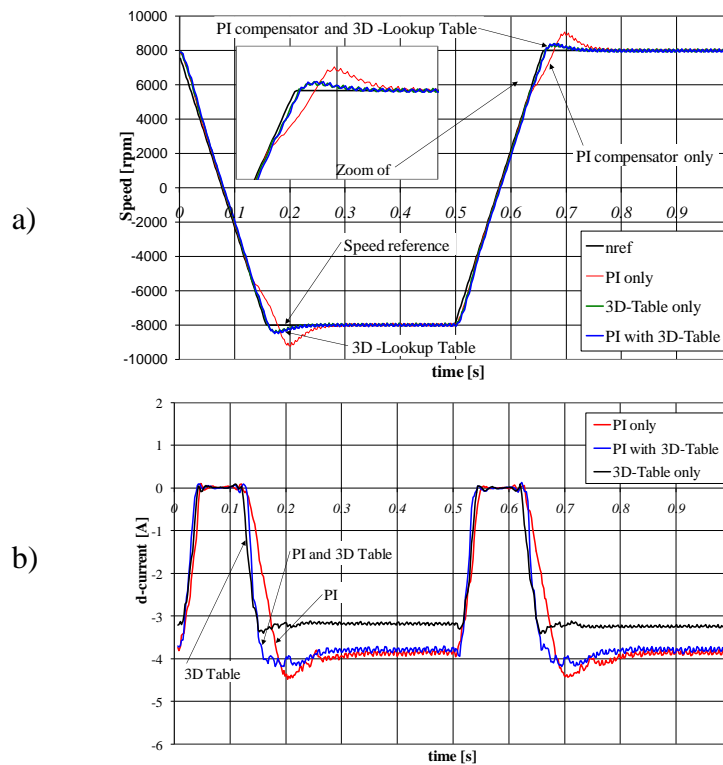 a)
10000
8000
6000
4000
2000
0
-2000
-4000
-6000
-8000
-10000
Speed [rpm]
0 0.1 0.2 0.3 0.4 0.5 0.6 0.7 0.8 0.9
time [s]
PI compensator and 3D -Lookup Table
Zoom of
PI compensator only
Speed reference
3D -Lookup Table
nref
PI only
3D-Table only
PI with 3D-Table
b)
2
1
0
-1
-2
-3
-4
-5
-6
d-current [A]
0 0.1 0.2 0.3 0.4 0.5 0.6 0.7 0.8 0.9
time [s]
PI only
PI with 3D-Table
3D-Table only
PI and 3D Table
PI
3D Table